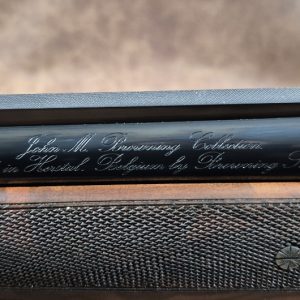 John M. Browning Collection
in Herstal, Belgium by Browning